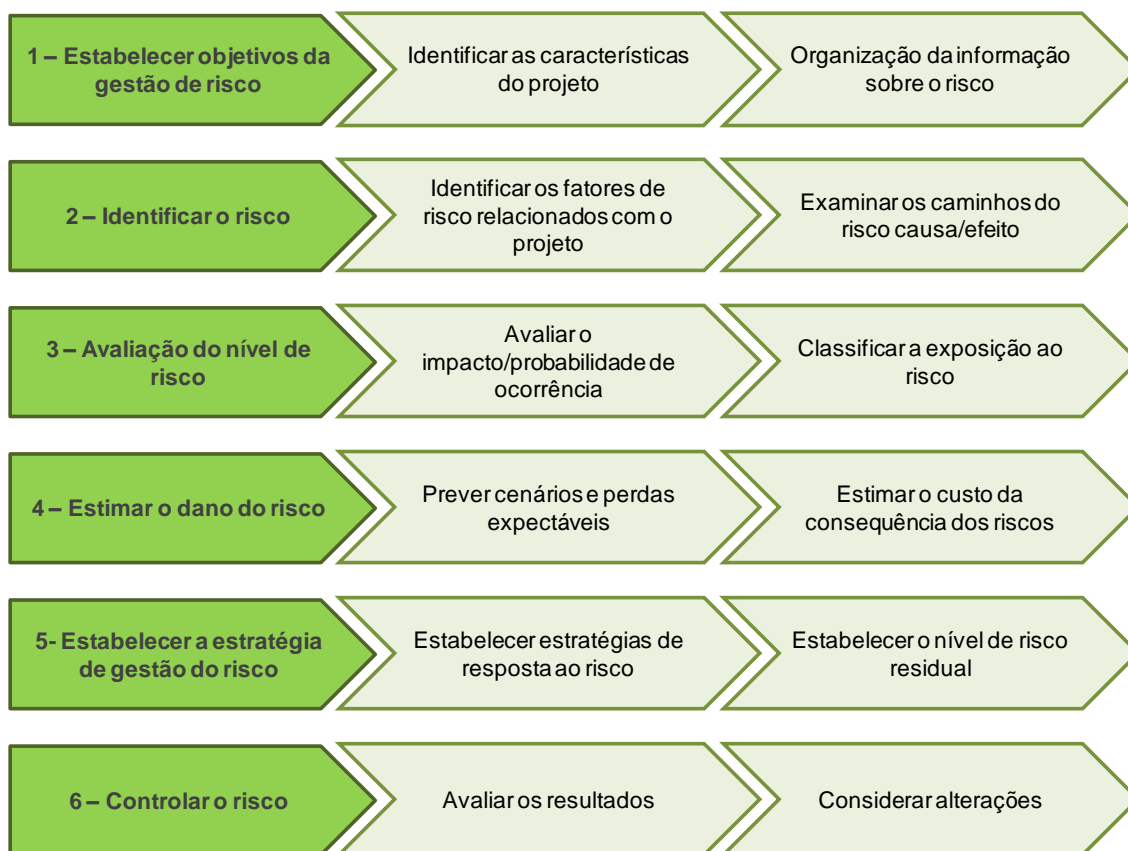 1 – Estabelecer objetivos da
gestão de risco
Identificar as características
do projeto
Organização da informação
sobre o risco
2 – Identificar o risco
Identificar os fatores de
risco relacionados com o
projeto
Examinar os caminhos do
risco causa/efeito
3 – Avaliação do nível de
risco
Avaliar o
impacto/probabilidade de
ocorrência
Classificar a exposição ao
risco
4 – Estimar o dano do risco
Prever cenários e perdas
expectáveis
Estimar o custo da
consequência dos riscos
5- Estabelecer a estratégia
de gestão do risco
Estabelecer estratégias de
resposta ao risco
Estabelecer o nível de risco
residual
6 – Controlar o risco
Avaliar os resultados
Considerar alterações